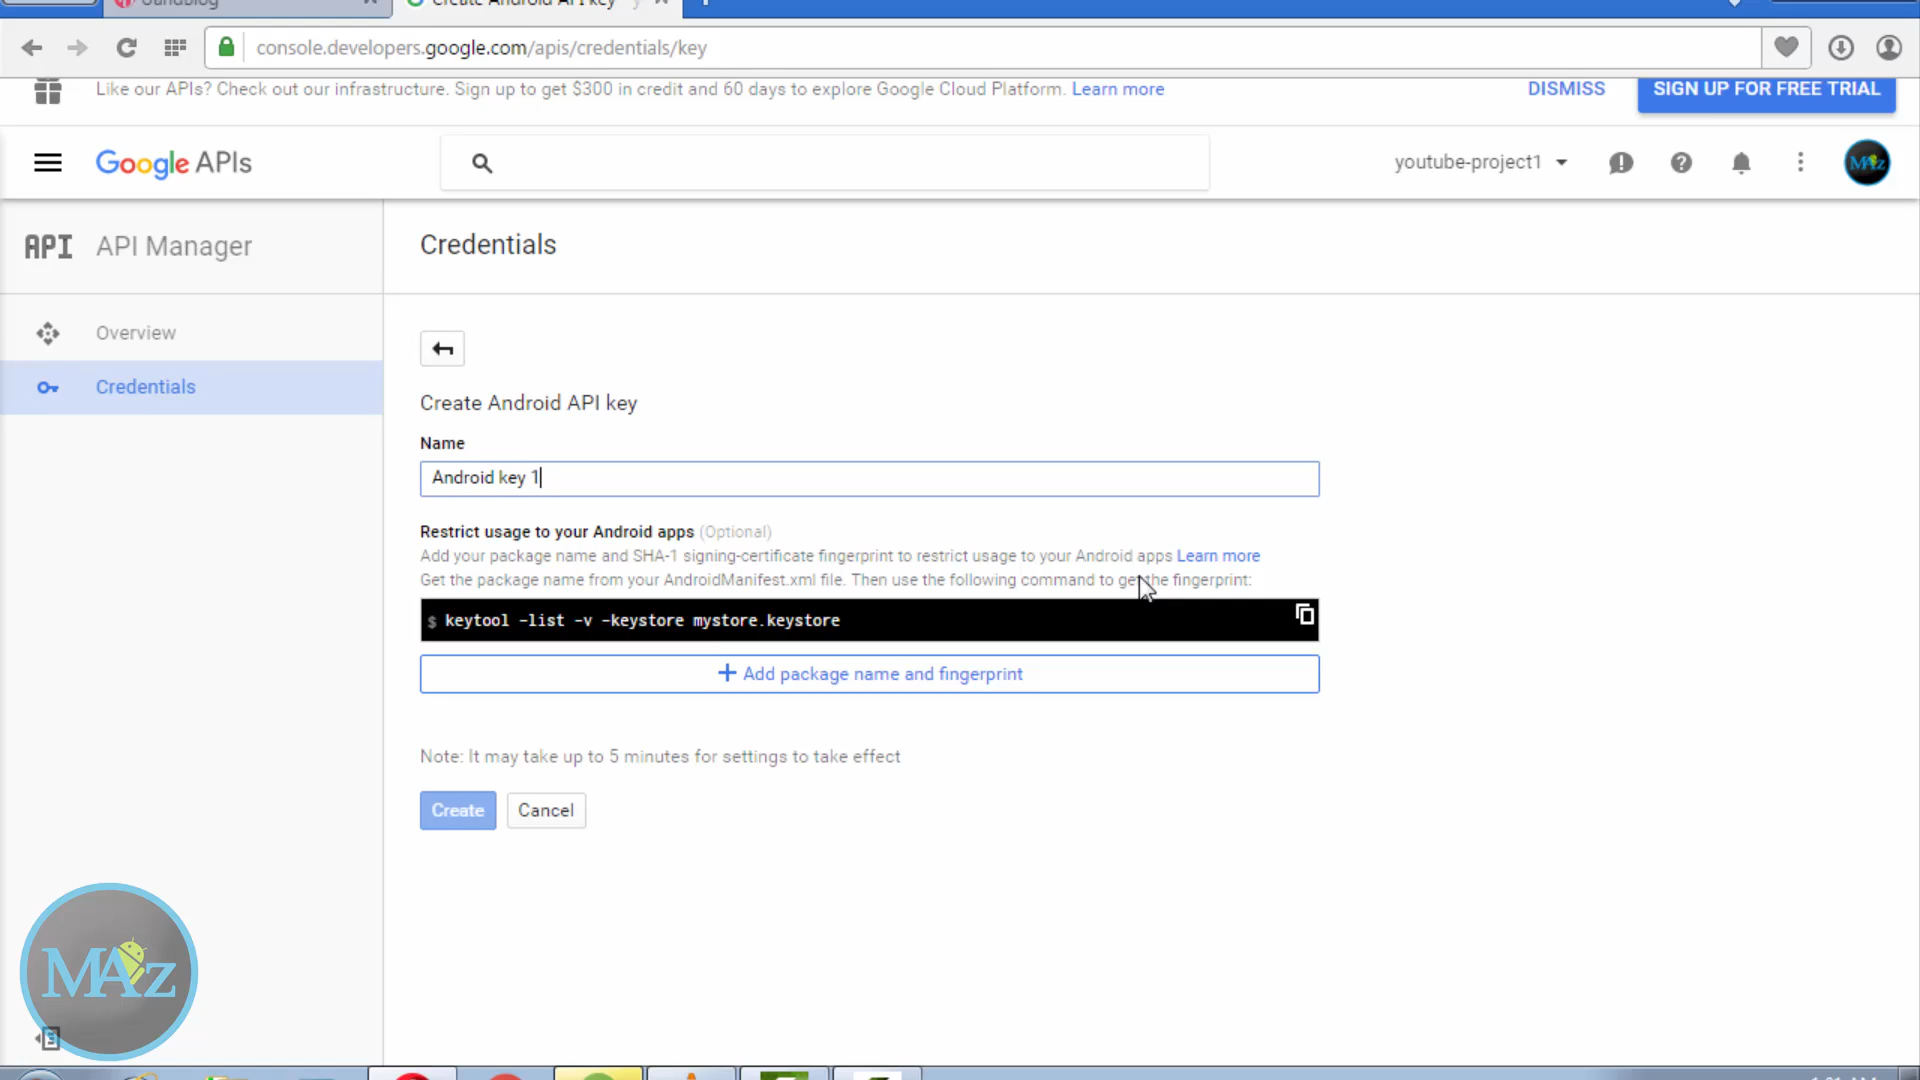 Create Android API key
console.developers.google.com/apis/credentials/key
Like our APIs? Check out our infrastructure. Sign up to get $300 in credit and 60 days to explore Google Cloud Platform. Learn more
DISMISS
SIGN UP FOR FREE TRIAL
Google APIs
youtube-project1
MAz
API API Manager
Credentials
Overview
Credentials
Create Android API key
Name
Android key 1
Restrict usage to your Android apps (Optional)
Add your package name and SHA-1 signing-certificate fingerprint to restrict usage to your Android apps Learn more
Get the package name from your AndroidManifest.xml file. Then use the following command to get the fingerprint:
$ keytool -list -v -keystore mystore.keystore
+ Add package name and fingerprint
Note: It may take up to 5 minutes for settings to take effect
Create
Cancel
MAz